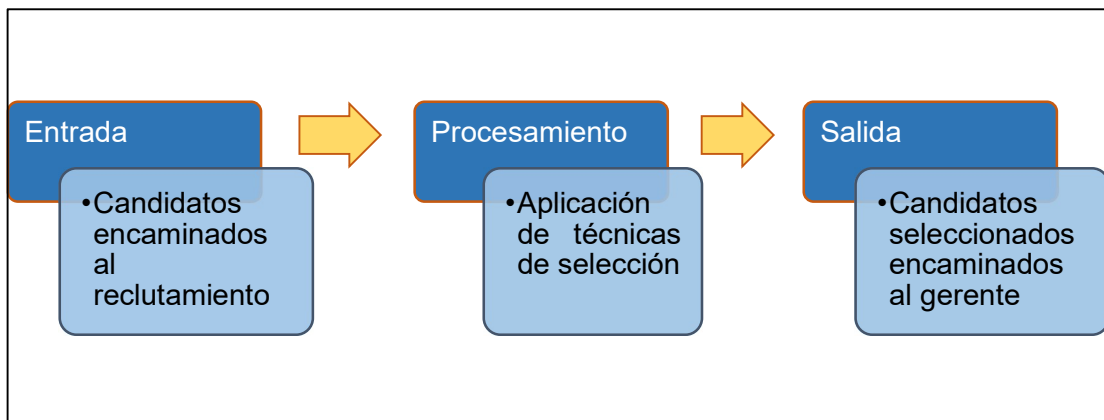 Entrada
•Candidatos
encaminados
al
reclutamiento
Procesamiento
•Aplicación
de técnicas
de selección
Salida
•Candidatos
seleccionados
encaminados
al gerente